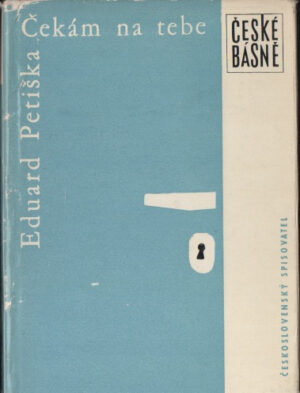 Čekám na tebe
Eduard Petiška
ČESKÉ
BÁSNĚ
ČESKOSLOVENSKÝ SPISOVATEL